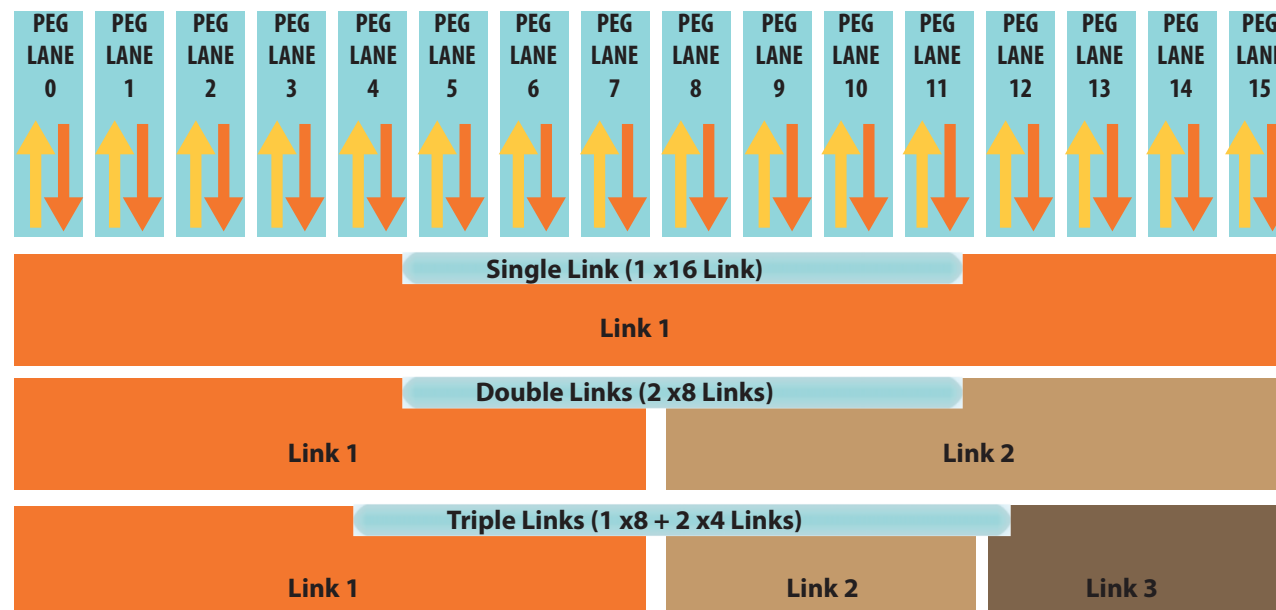 PEG LANE 0
PEG LANE 1
PEG LANE 2
PEG LANE 3
PEG LANE 4
PEG LANE 5
PEG LANE 6
PEG LANE 7
PEG LANE 8
PEG LANE 9
PEG LANE 10
PEG LANE 11
PEG LANE 12
PEG LANE 13
PEG LANE 14
PEG LANE 15
Single Link (1 x16 Link)
Link 1
Double Links (2 x8 Links)
Link 1 Link 2
Triple Links (1 x8 + 2 x4 Links)
Link 1 Link 2 Link 3